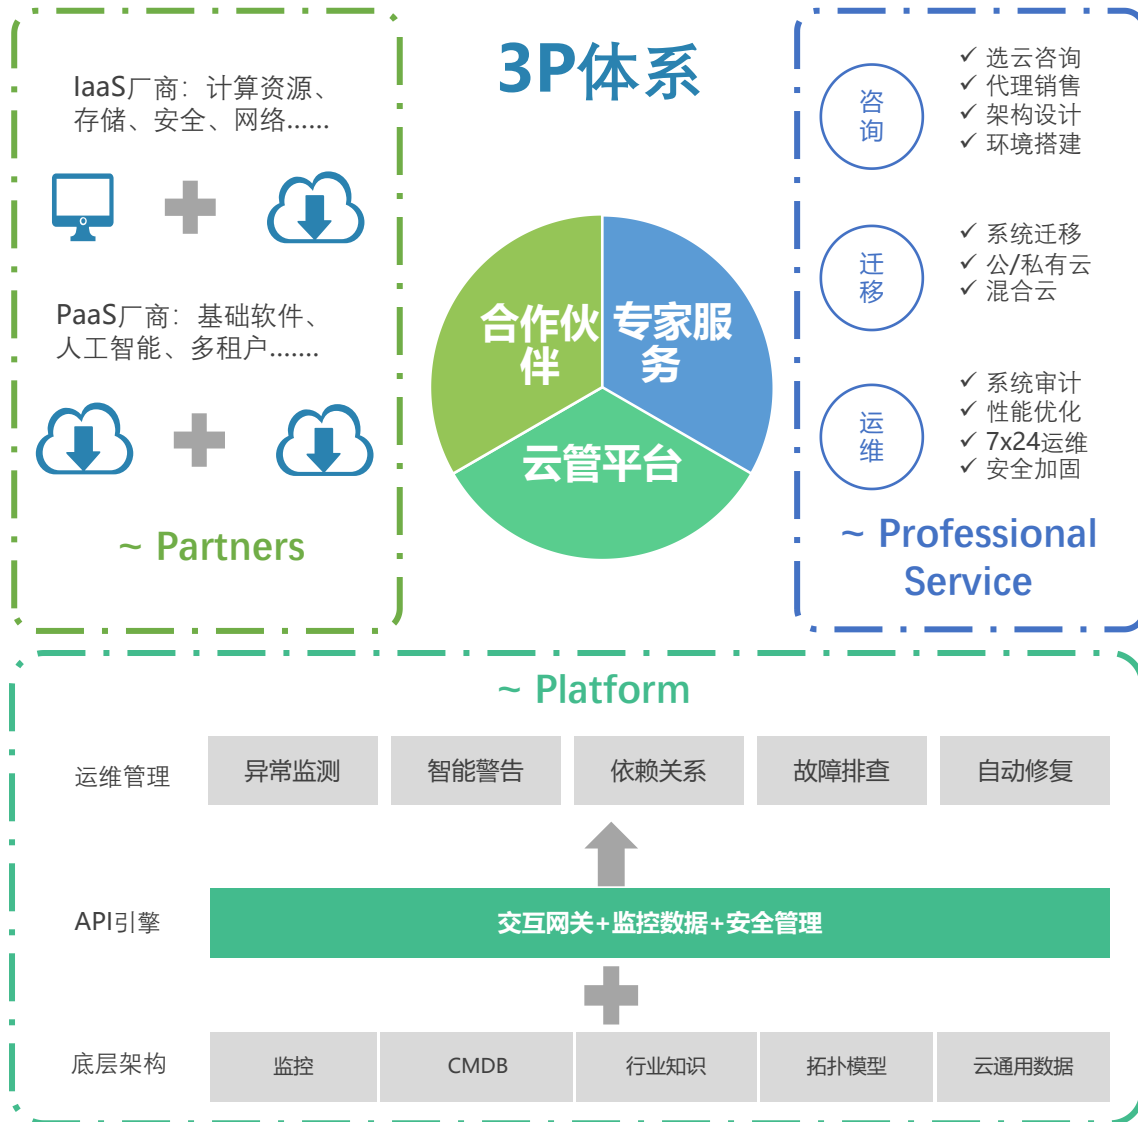 3P体系
IaaS厂商：计算资源、
存储、安全、网络......
PaaS厂商：基础软件、
人工智能、多租户.......
~ Partners
合作伙
伴
专家服
务
云管平台
咨
询
✓ 选云咨询
✓ 代理销售
✓ 架构设计
✓ 环境搭建
迁
移
✓ 系统迁移
✓ 公/私有云
✓ 混合云
运
维
✓ 系统审计
✓ 性能优化
✓ 7x24运维
✓ 安全加固
~ Professional
Service
~ Platform
运维管理
异常监测
智能警告
依赖关系
故障排查
自动修复
API引擎
交互网关+监控数据+安全管理
底层架构
监控
CMDB
行业知识
拓扑模型
云通用数据